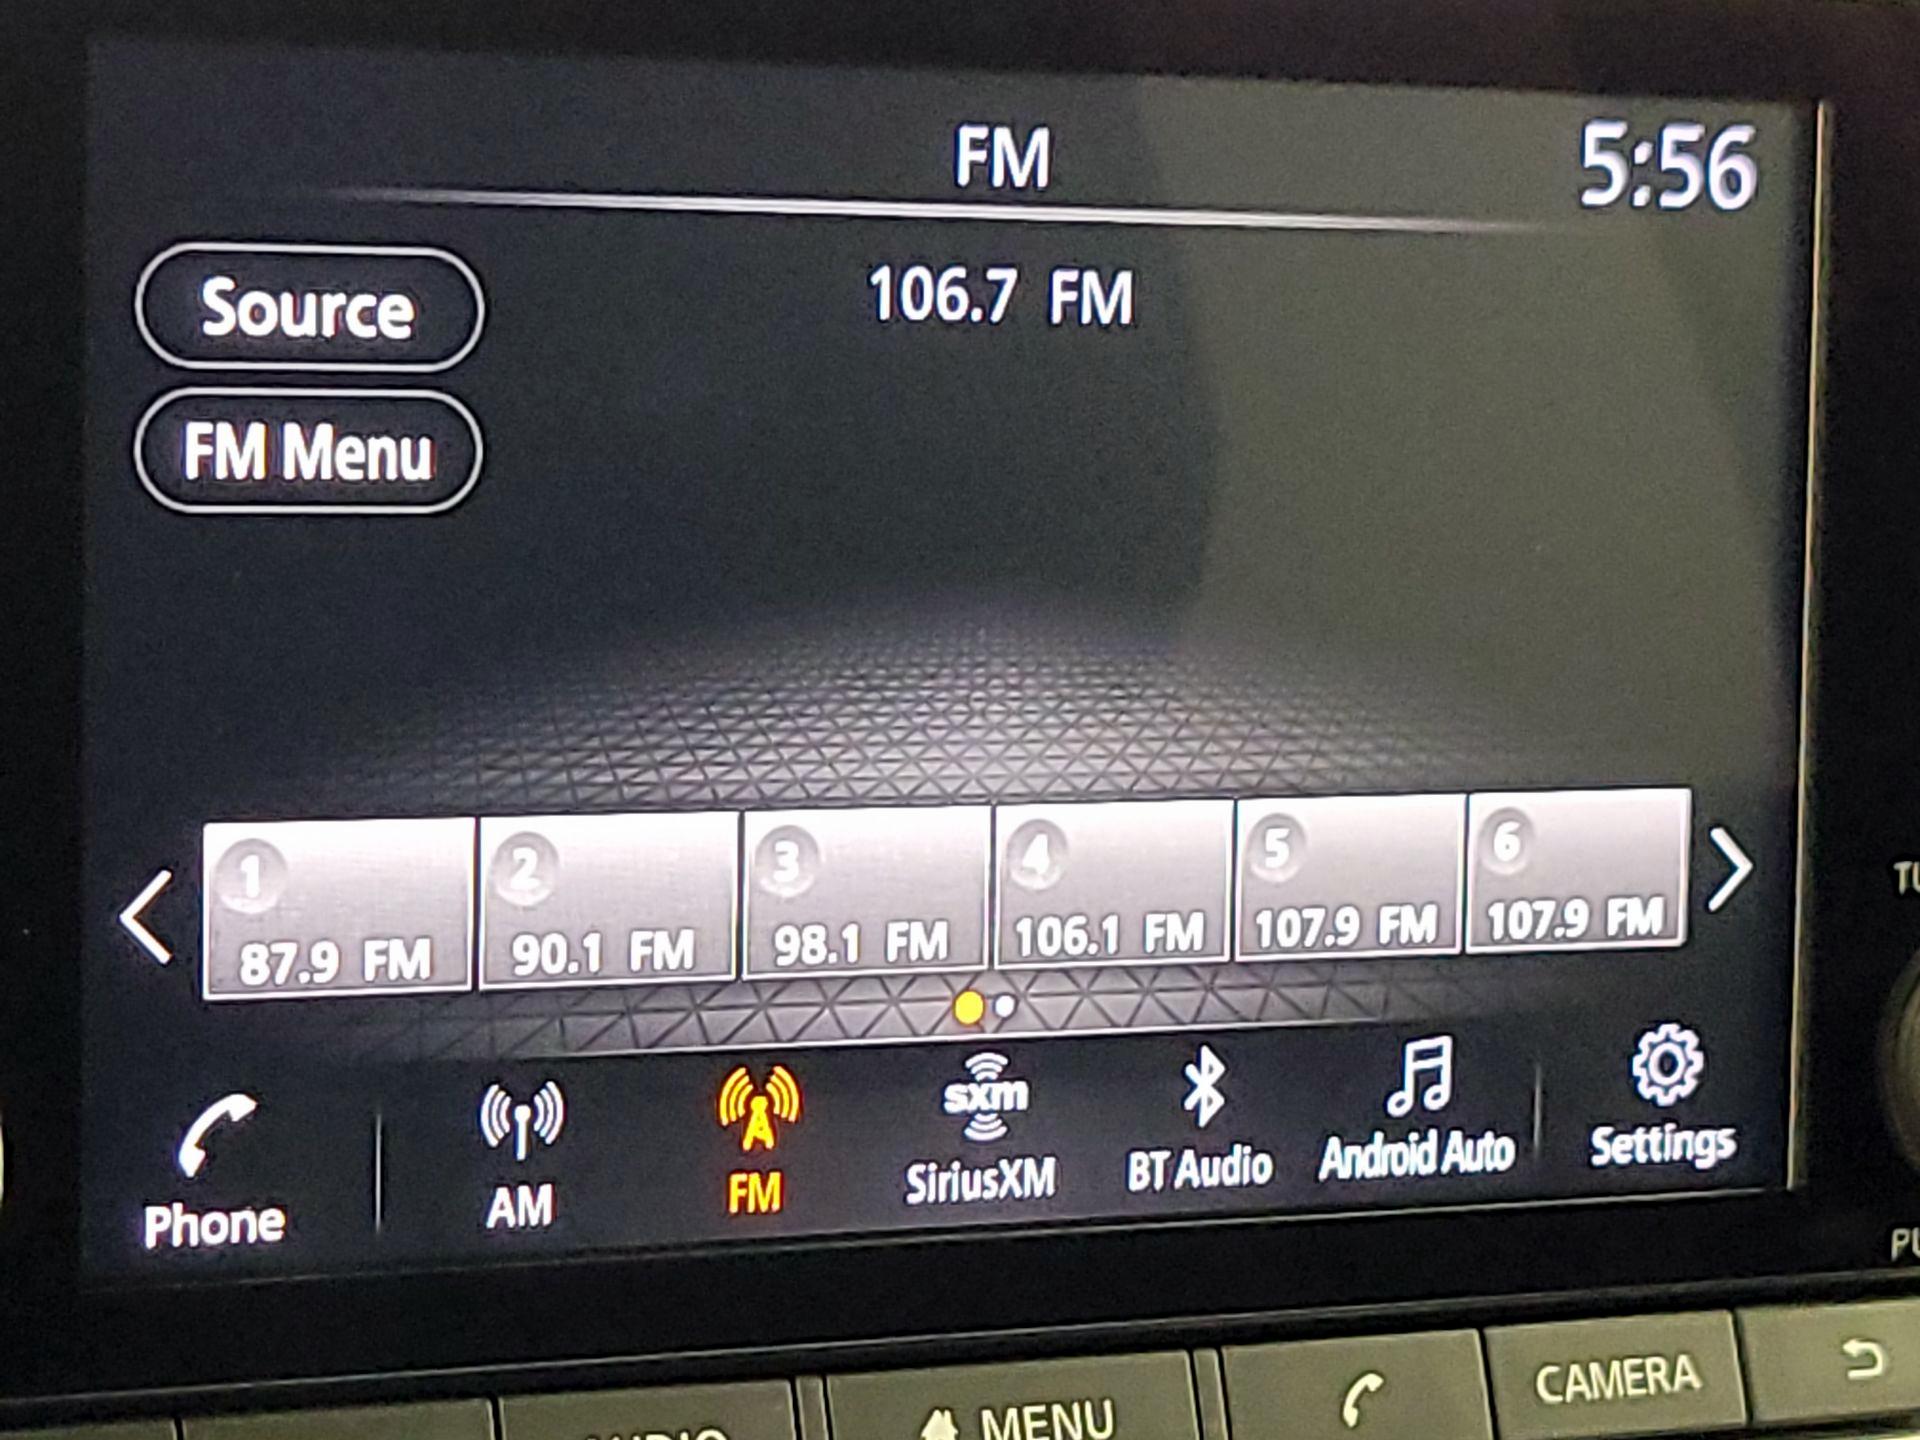 FM
5:56
Source
106.7 FM
FM Menu
1 2 3 4 5 6
87.9 FM 90.1 FM 98.1 FM 106.1 FM 107.9 FM 107.9 FM
sxm
Phone AM FM SiriusXM BT Audio Android Auto Settings
AUDIO MENU CAMERA